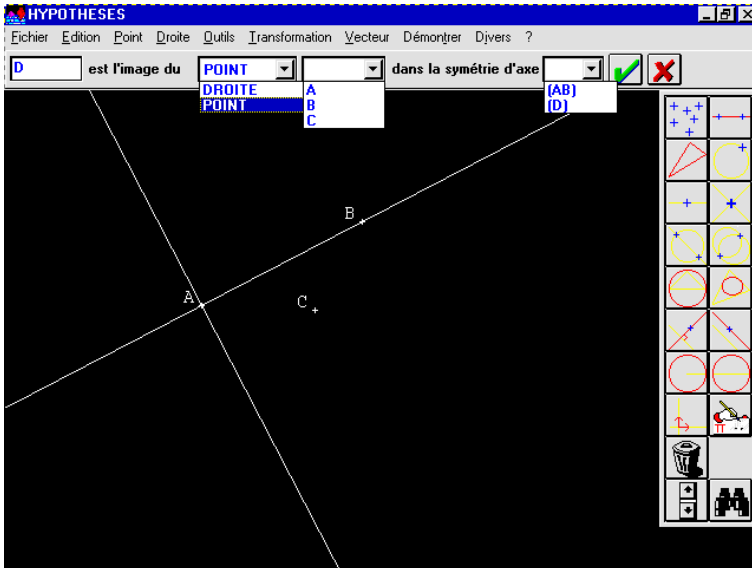 HYPOTHESES
Fichier Edition Point Droite Outils Transformation Vecteur Démontrer Divers ?
D est l'image du POINT dans la symétrie d'axe
DROITE A (AB)
POINT B (D)
C
B
A
C
π